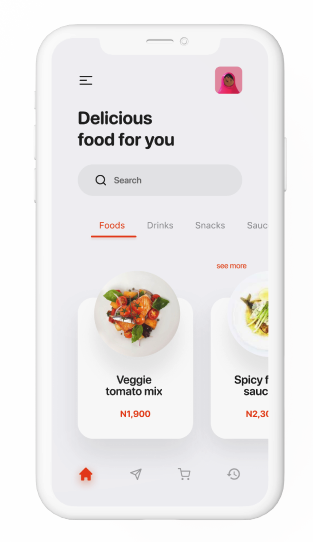 Delicious
food for you
Search
Foods Drinks Snacks Sauc
see more
Veggie
tomato mix
N1,900
Spicy f
sauc
N2,30